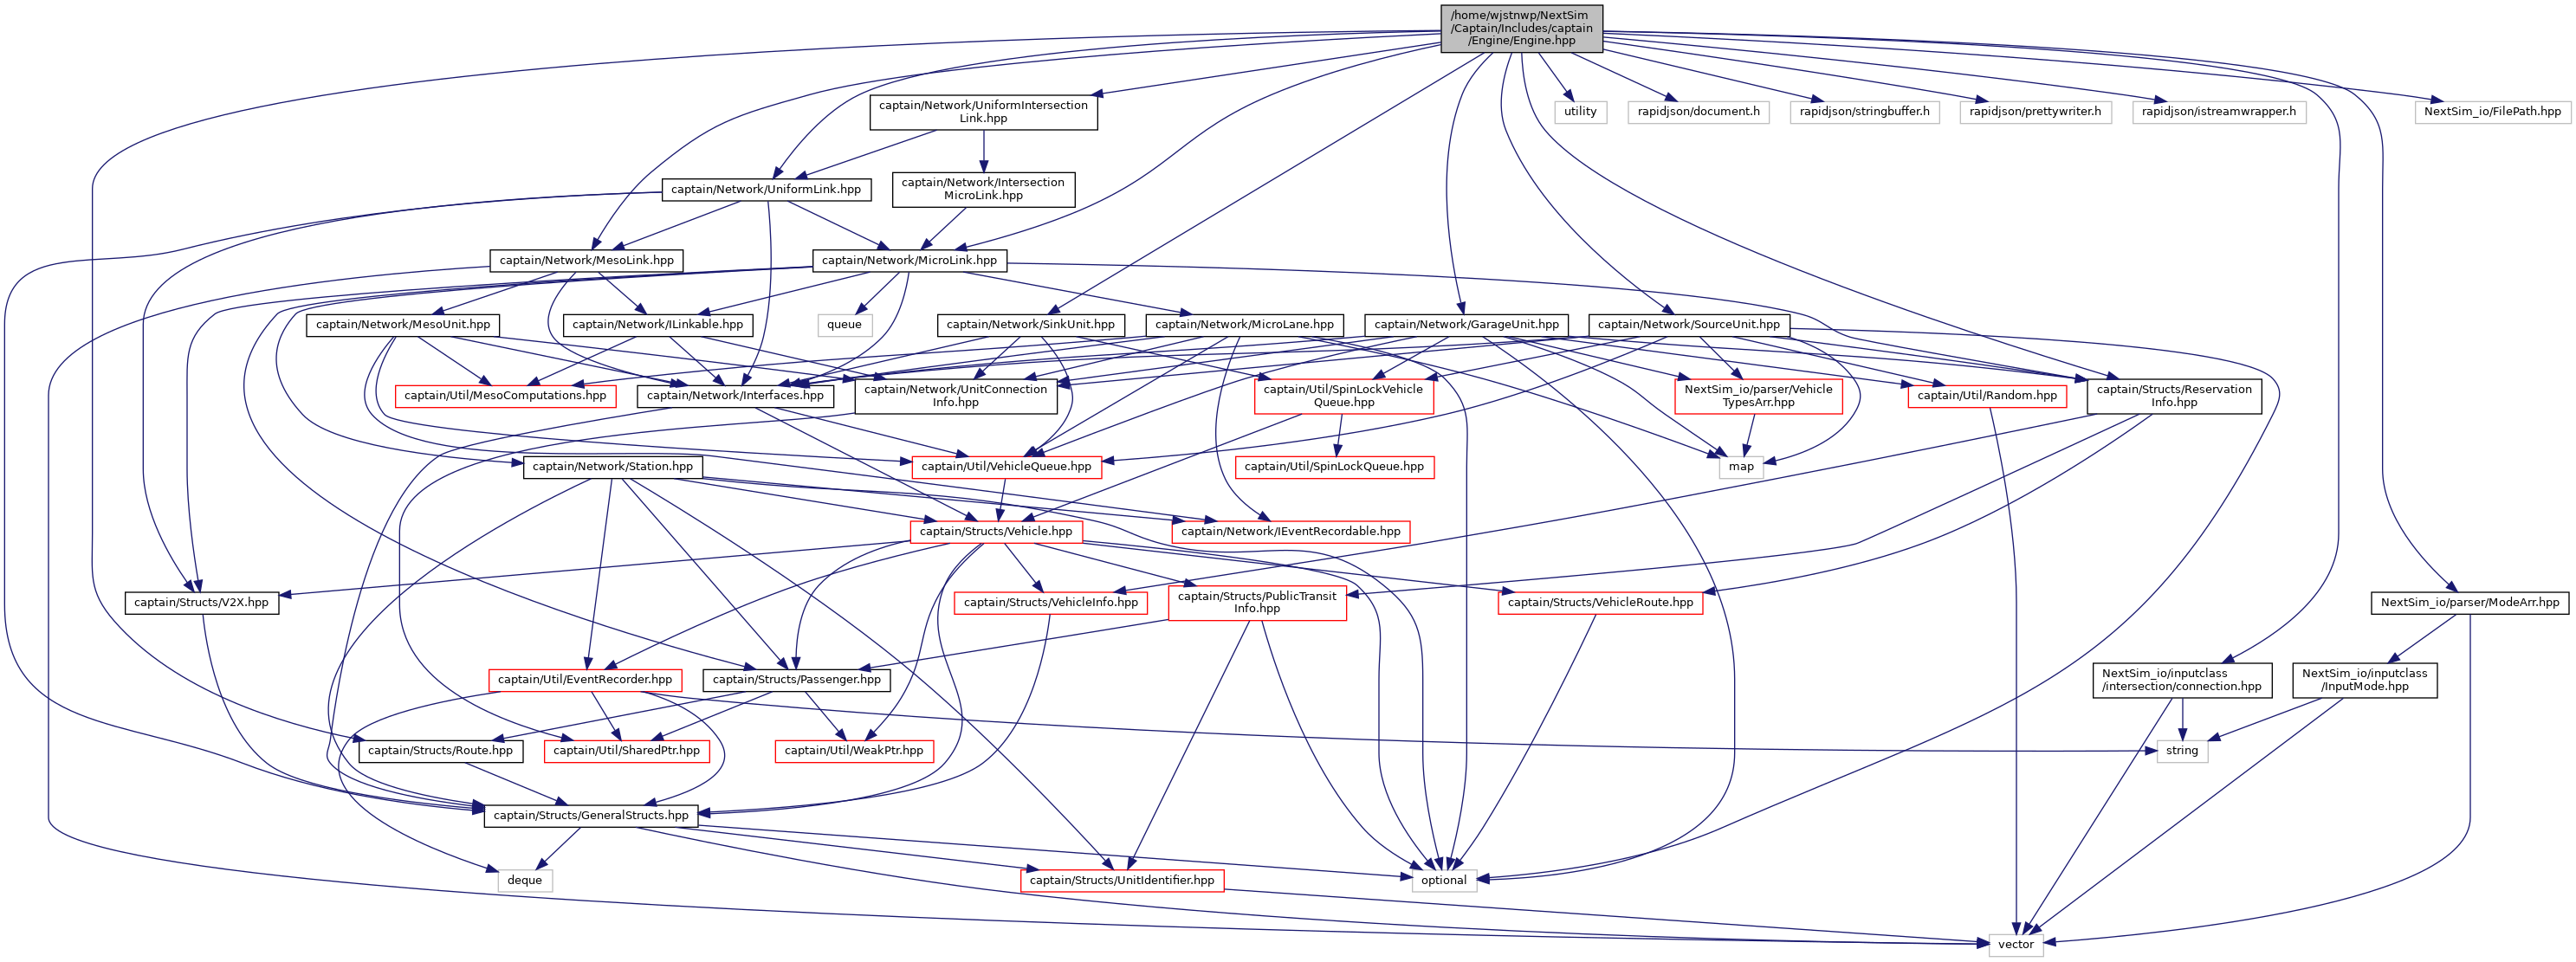 /home/wjstnwp/NextSim
/Captain/Includes/captain
/Engine/Engine.hpp
captain/Network/UniformIntersection
Link.hpp
utility
rapidjson/document.h
rapidjson/stringbuffer.h
rapidjson/prettywriter.h
rapidjson/istreamwrapper.h
NextSim_io/FilePath.hpp
captain/Network/UniformLink.hpp
captain/Network/Intersection
MicroLink.hpp
captain/Network/MesoLink.hpp
captain/Network/MicroLink.hpp
captain/Network/MesoUnit.hpp
captain/Network/ILinkable.hpp
queue
captain/Network/SinkUnit.hpp
captain/Network/MicroLane.hpp
captain/Network/GarageUnit.hpp
captain/Network/SourceUnit.hpp
captain/Util/MesoComputations.hpp
captain/Network/Interfaces.hpp
captain/Network/UnitConnection
Info.hpp
captain/Util/SpinLockVehicle
Queue.hpp
NextSim_io/parser/Vehicle
TypesArr.hpp
captain/Util/Random.hpp
captain/Structs/Reservation
Info.hpp
captain/Network/Station.hpp
captain/Util/VehicleQueue.hpp
captain/Util/SpinLockQueue.hpp
map
captain/Structs/Vehicle.hpp
captain/Network/IEventRecordable.hpp
captain/Structs/V2X.hpp
captain/Structs/VehicleInfo.hpp
captain/Structs/PublicTransit
Info.hpp
captain/Structs/VehicleRoute.hpp
NextSim_io/parser/ModeArr.hpp
captain/Util/EventRecorder.hpp
captain/Structs/Passenger.hpp
NextSim_io/inputclass
/intersection/connection.hpp
NextSim_io/inputclass
/InputMode.hpp
captain/Structs/Route.hpp
captain/Util/SharedPtr.hpp
captain/Util/WeakPtr.hpp
string
captain/Structs/GeneralStructs.hpp
deque
captain/Structs/UnitIdentifier.hpp
optional
vector